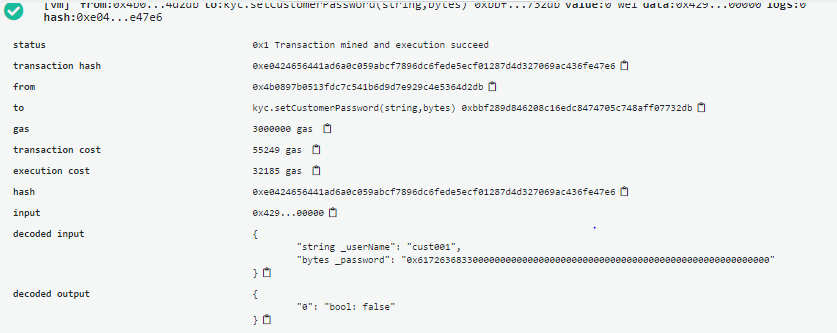 [vm] from:0x4b0...4d2db to:kyc.setCustomerPassword(string,bytes) 0xbbf...732db value:0 wei data:0x429...00000 logs:0
hash:0xe04...e47e6
status 0x1 Transaction mined and execution succeed
transaction hash 0xe0424656441ad6a0c059abcf7896dc6fede5ecf01287d4d327069ac436fe47e6
from 0x4b0897b0513fdc7c541b6d9d7e929c4e5364d2db
to kyc.setCustomerPassword(string,bytes) 0xbbf289d846208c16edc8474705c748aff07732db
gas 3000000 gas
transaction cost 55249 gas
execution cost 32185 gas
hash 0xe0424656441ad6a0c059abcf7896dc6fede5ecf01287d4d327069ac436fe47e6
input 0x429...00000
decoded input {
"string _userName": "cust001",
"bytes _password": "0x6172636833000000000000000000000000000000000000000000000000000000"
}
decoded output {
"0": "bool: false"
}